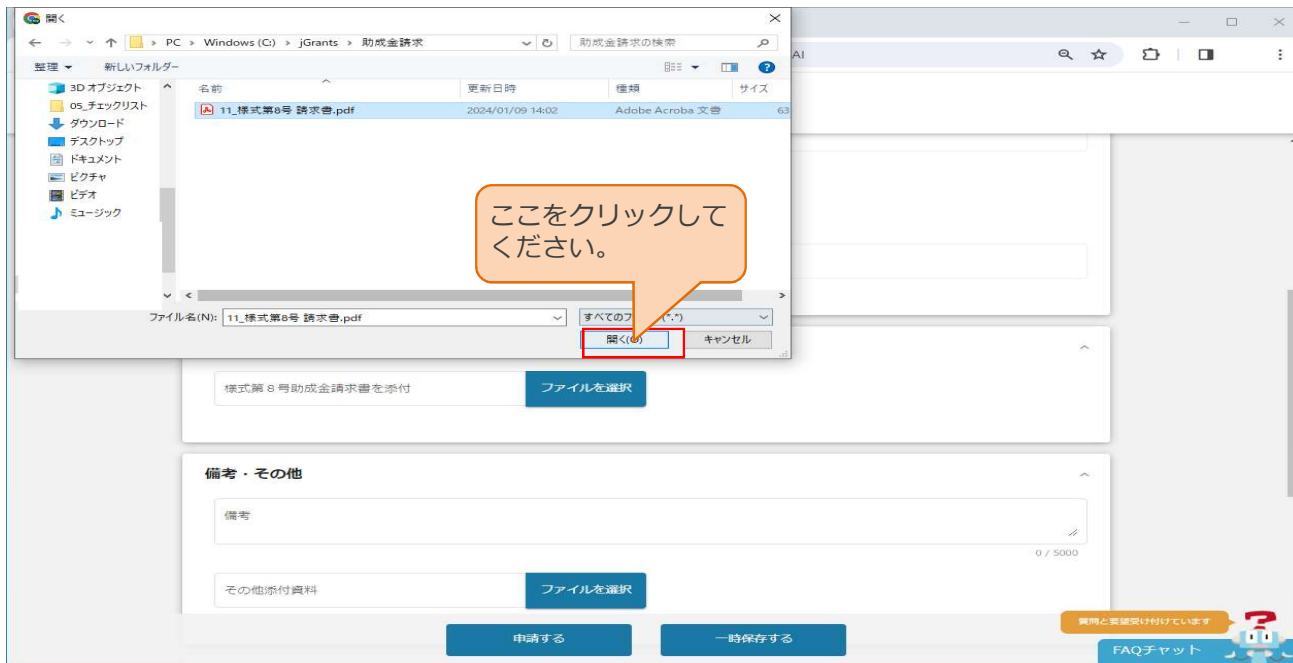 開く
PC › Windows (C:) › jGrants › 助成金請求
助成金請求の検索
AI
整理
新しいフォルダー
3D オブジェクト
05_チェックリスト
ダウンロード
デスクトップ
ドキュメント
ピクチャ
ビデオ
ミュージック
名前 更新日時 種類 サイズ
11_様式第8号 請求書.pdf 2024/01/09 14:02 Adobe Acroba 文書 63
ここをクリックして
ください。
ファイル名(N): 11_様式第8号 請求書.pdf
(*.*)
開く(O) キャンセル
様式第8号助成金請求書を添付 ファイルを選択
備考・その他
備考
0 / 5000
その他添付資料 ファイルを選択
申請する 一時保存する
質問と要望受け付けています
FAQチャット